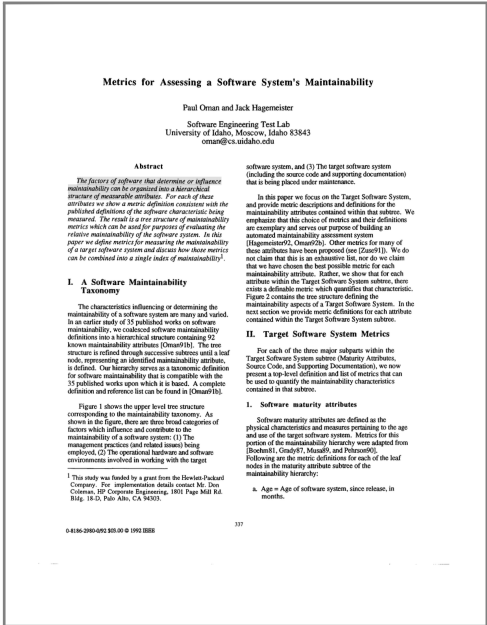 Metrics for Assessing a Software System's Maintainability
Paul Oman and Jack Hagemeister
Software Engineering Test Lab
University of Idaho, Moscow, Idaho 83843
oman@cs.uidaho.edu
Abstract
The factors of software that determine or influence
maintainability can be organized into a hierarchical
structure of measurable attributes. For each of these
attributes we show a metric definition consistent with the
published definitions of the software characteristic being
measured. The result is a tree structure of maintainability
metrics which can be used for purposes of evaluating the
relative maintainability of the software system. In this
paper we define metrics for measuring the maintainability
of a target software system and discuss how those metrics
can be combined into a single index of maintainability1.
I. A Software Maintainability
Taxonomy
The characteristics influencing or determining the
maintainability of a software system are many and varied.
In an earlier study of 35 published works on software
maintainability, we coalesced software maintainability
definitions into a hierarchical structure containing 92
known maintainability attributes [Oman91b]. The tree
structure is refined through successive subtrees until a leaf
node, representing an identified maintainability attribute,
is defined. Our hierarchy serves as a taxonomic definition
for software maintainability that is compatible with the
35 published works upon which it is based. A complete
definition and reference list can be found in [Oman91b].
Figure 1 shows the upper level tree structure
corresponding to the maintainability taxonomy. As
shown in the figure, there are three broad categories of
factors which influence and contribute to the
maintainability of a software system: (1) The
management practices (and related issues) being
employed, (2) The operational hardware and software
environments involved in working with the target
1 This study was funded by a grant from the Hewlett-Packard
Company. For implementation details contact Mr. Don
Coleman, HP Corporate Engineering, 1801 Page Mill Rd.
Bldg. 18-D, Palo Alto, CA 94303.
software system, and (3) The target software system
(including the source code and supporting documentation)
that is being placed under maintenance.
In this paper we focus on the Target Software System,
and provide metric descriptions and definitions for the
maintainability attributes contained within that subtree. We
emphasize that this choice of metrics and their definitions
are exemplary and serves our purpose of building an
automated maintainability assessment system
[Hagemeister92, Oman92b]. Other metrics for many of
these attributes have been proposed (see [Zuse91]). We do
not claim that this is an exhaustive list, nor do we claim
that we have chosen the best possible metric for each
maintainability attribute. Rather, we show that for each
attribute within the Target Software System subtree, there
exists a definable metric which quantifies that characteristic.
Figure 2 contains the tree structure defining the
maintainability aspects of a Target Software System. In the
next section we provide metric definitions for each attribute
contained within the Target Software System subtree.
II. Target Software System Metrics
For each of the three major subparts within the
Target Software System subtree (Maturity Attributes,
Source Code, and Supporting Documentation), we now
present a top-level definition and list of metrics that can
be used to quantify the maintainability characteristics
contained in that subtree.
1. Software maturity attributes
Software maturity attributes are defined as the
physical characteristics and measures pertaining to the age
and use of the target software system. Metrics for this
portion of the maintainability hierarchy were adapted from
[Boehm81, Grady87, Musa89, and Pehrson90].
Following are the metric definitions for each of the leaf
nodes in the maturity attribute subtree of the
maintainability hierarchy:
a. Age = Age of software system, since release, in
months.
337
0-8186-2980-0/92 $03.00 © 1992 IEEE